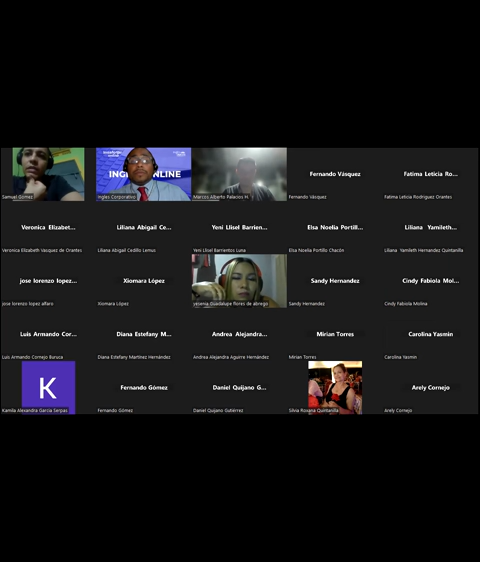 INGL ONLINE
Samuel Gomez
Ingles Corporativo
Marcos Alberto Palacios H.
Fernando Vásquez
Fernando Vásquez
Fatima Leticia Ro...
Fatima Leticia Rodriguez Orantes
Veronica Elizabet...
Veronica Elizabeth Vasquez de Orantes
Liliana Abigail Ce...
Liliana Abigail Cedillo Lemus
Yeni Llisel Barrien...
Yeni Llisel Barrientos Luna
Elsa Noelia Portill...
Elsa Noelia Portillo Chacón
Liliana Yamileth...
Liliana Yamileth Hernandez Quintanilla
jose lorenzo lopez...
jose lorenzo lopez alfaro
Xiomara López
Xiomara López
yesenia Guadalupe flores de abrego
Sandy Hernandez
Sandy Hernandez
Cindy Fabiola Mol...
Cindy Fabiola Molina
Luis Armando Cor...
Luis Armando Cornejo Buruca
Diana Estefany M...
Diana Estefany Martínez Hernández
Andrea Alejandra...
Andrea Alejandra Aguirre Hernández
Mirian Torres
Mirian Torres
Carolina Yasmin
Carolina Yasmin
K
Kamila Alexandra Garcia Serpas
Fernando Gómez
Fernando Gómez
Daniel Quijano G...
Daniel Quijano Gutiérrez
Silvia Roxana Quintanilla
Arely Cornejo
Arely Cornejo